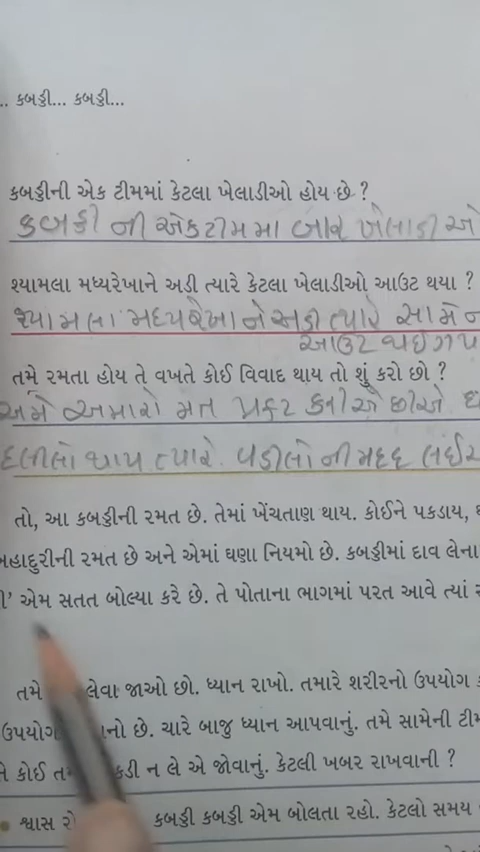 .. કબડ્ડી... કબડ્ડી...
કબડ્ડીની એક ટીમમાં કેટલા ખેલાડીઓ હોય છે ?
કબડ્ડી ની એક ટીમ મા બાર ખેલાડી ઓ
શ્યામલા મધ્યરેખાને અડી ત્યારે કેટલા ખેલાડીઓ આઉટ થયા ?
શ્યામલા મધ્યરેખા ને અડી ત્યારે સામે
આઉટ થઈ ગય
તમે રમતા હોય તે વખતે કોઈ વિવાદ થાય તો શું કરો છો ?
અમે અમારો મત પ્રકટ કરીએ છીએ
દલીલો થાય ત્યારે વડીલો ની મદદ લઈએ
તો, આ કબડ્ડીની રમત છે. તેમાં ખેંચતાણ થાય. કોઈને પકડાય,
બહાદુરીની રમત છે અને એમાં ઘણા નિયમો છે. કબડ્ડીમાં દાવ લેના
એમ સતત બોલ્યા કરે છે. તે પોતાના ભાગમાં પરત આવે ત્યાં
તમે લેવા જાઓ છો. ધ્યાન રાખો. તમારે શરીરનો ઉપયોગ
ઉપયોગ નો છે. ચારે બાજુ ધ્યાન આપવાનું. તમે સામેની ટીમ
કોઈ ન લે એ જોવાનું. કેટલી ખબર રાખવાની ?
• શ્વાસ કબડ્ડી કબડ્ડી એમ બોલતા રહો. કેટલો સમય